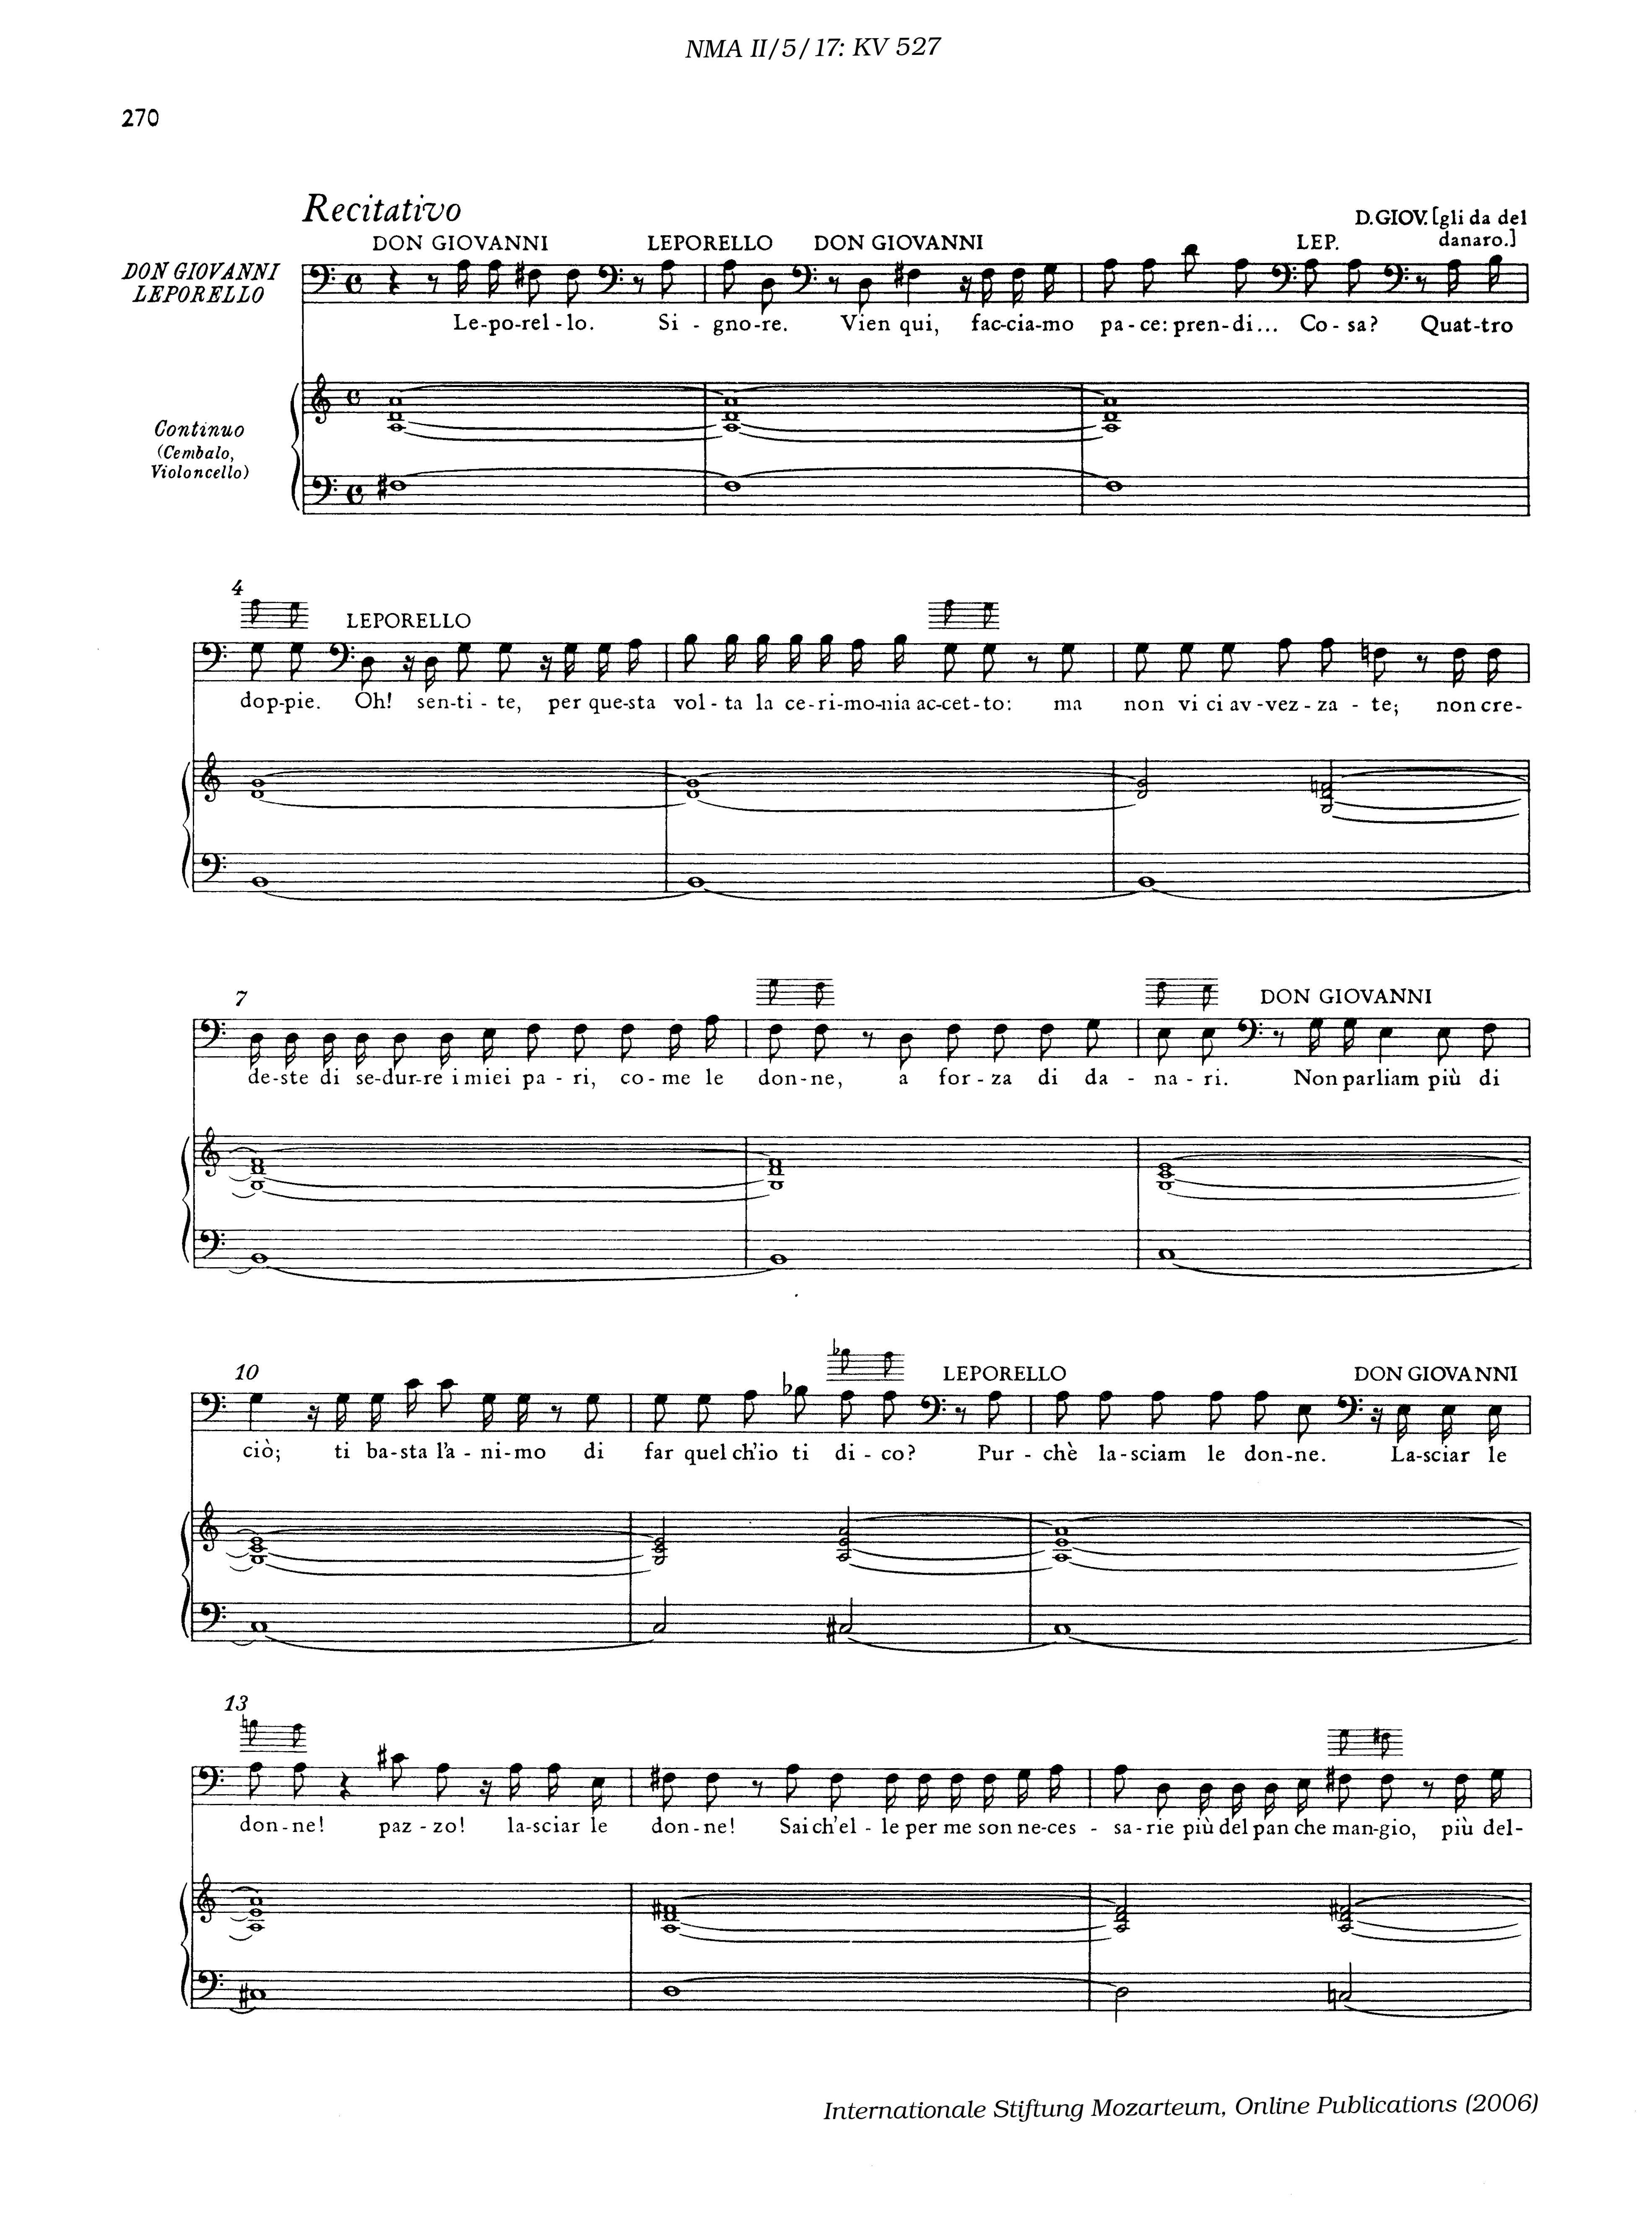 NMA II/5/17: KV 527
270
Recitativo
D. GIOV. [gli da del
danaro.]
DON GIOVANNI LEPORELLO DON GIOVANNI LEP.
DON GIOVANNI
LEPORELLO
Le-po-rel-lo. Si-gno-re. Vien qui, fac-cia-mo pa-ce: pren-di... Co-sa? Quat-tro
Continuo
(Cembalo,
Violoncello)
4
LEPORELLO
dop-pie. Oh! sen-ti-te, per que-sta vol-ta la ce-ri-mo-nia ac-cet-to: ma non vi ci av-vez-za-te; non cre-
7
DON GIOVANNI
de-ste di se-dur-re i miei pa-ri, co-me le don-ne, a for-za di da-na-ri. Non parliam più di
10
LEPORELLO DON GIOVANNI
ciò; ti ba-sta l'a-ni-mo di far quel ch'io ti di-co? Pur-chè la-sciam le don-ne. La-sciar le
13
don-ne! paz-zo! la-sciar le don-ne! Sai ch'el-le per me son ne-ces-sa-rie più del pan che man-gio, più del-
Internationale Stiftung Mozarteum, Online Publications (2006)